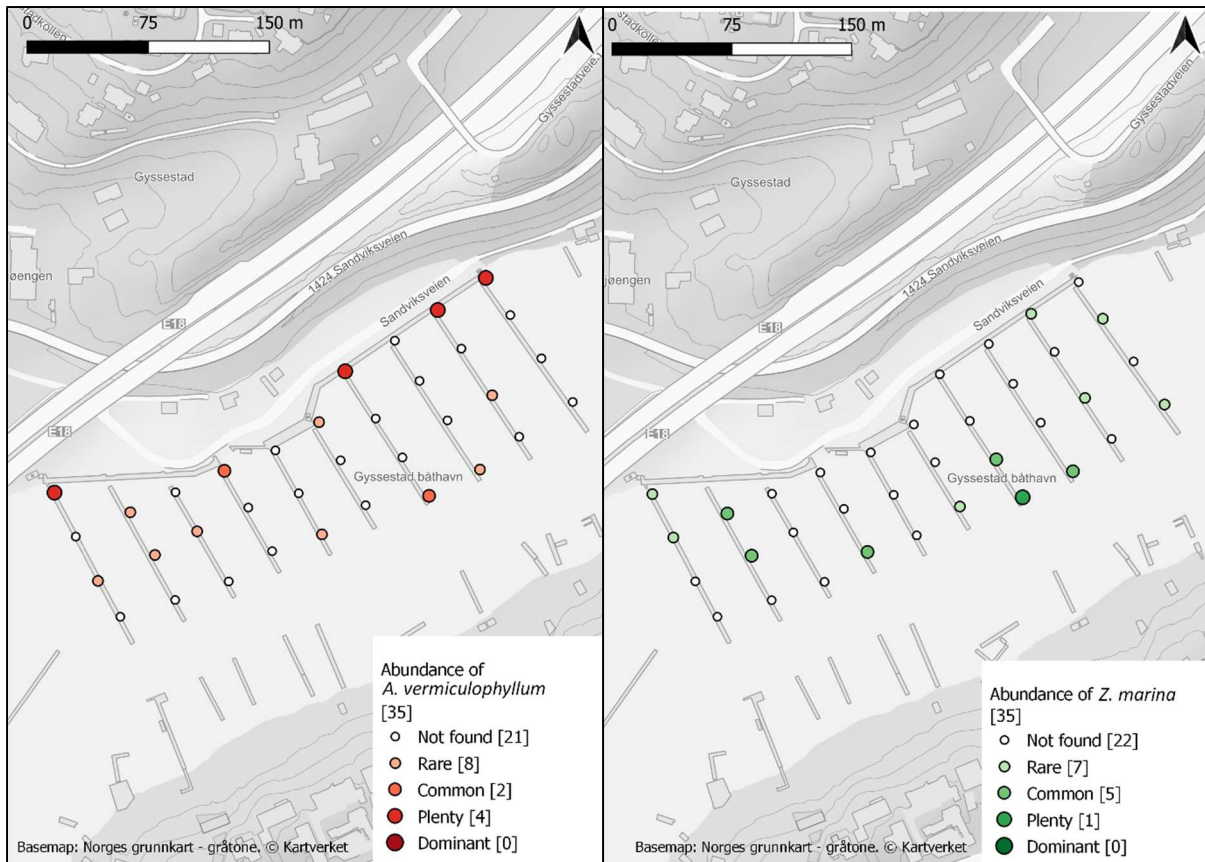 0
75
150 m
stadkollen
Gyssestadveien
Gyssestad
1424 Sandviksveien
Sandviksveien
E18
E18
Gyssestad båthavn
Abundance of
A. vermiculophyllum
[35]
Not found [21]
Rare [8]
Common [2]
Plenty [4]
Dominant [0]
Basemap: Norges grunnkart - gråtone. © Kartverket
0
75
150 m
stadkollen
Gyssestadveien
Gyssestad
jøengen
1424 Sandviksveien
Sandviksveien
E18
E18
Gyssestad båthavn
Abundance of Z. marina
[35]
Not found [22]
Rare [7]
Common [5]
Plenty [1]
Dominant [0]
Basemap: Norges grunnkart - gråtone. © Kartverket